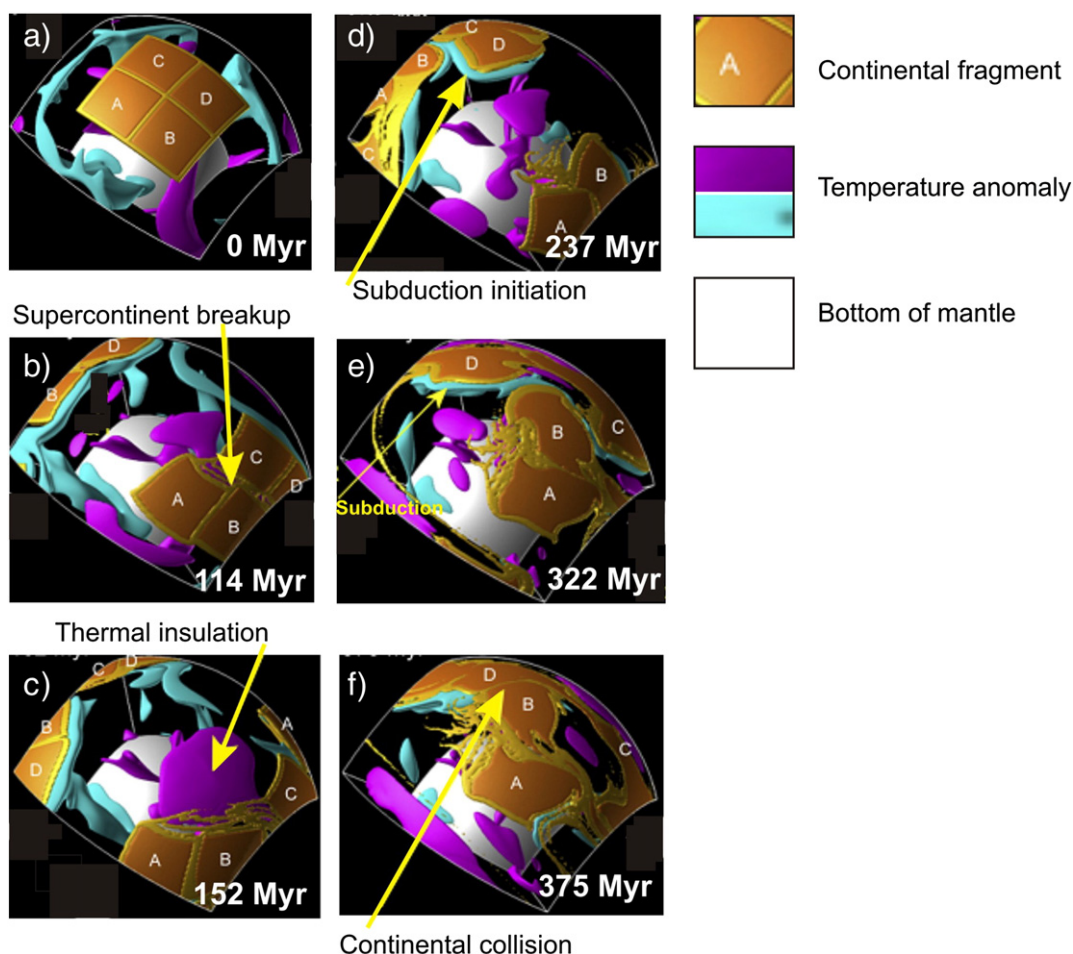 a)
C
A
D
B
0 Myr
d)
C
D
B
A
C
B
A
237 Myr
Subduction initiation
Continental fragment
A
Temperature anomaly
Bottom of mantle
Supercontinent breakup
b)
D
B
C
A
D
B
114 Myr
e)
D
C
B
A
Subduction
322 Myr
Thermal insulation
c)
C
D
B
D
A
C
A
B
152 Myr
f)
D
B
C
A
375 Myr
Continental collision